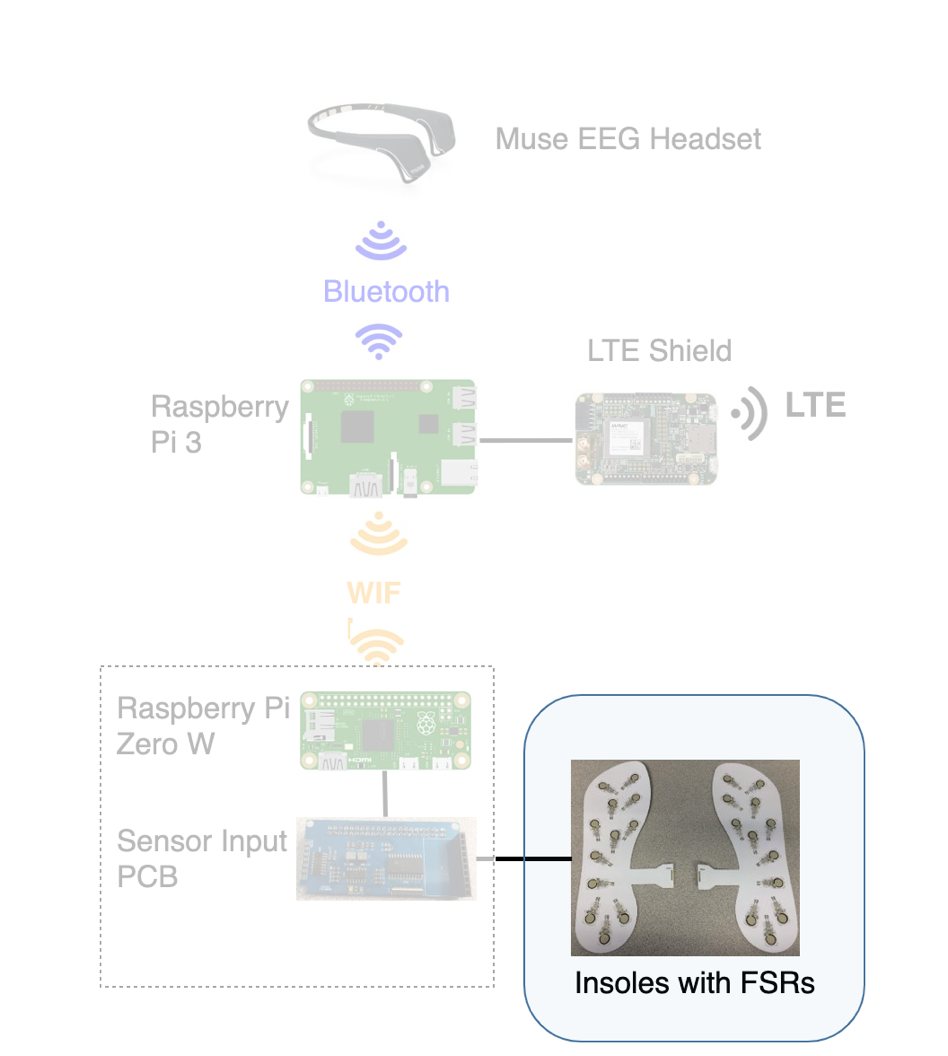 Muse EEG Headset
Bluetooth
LTE Shield
LTE
Raspberry
Pi 3
WIF
Raspberry Pi
Zero W
HDMI
Sensor Input
PCB
Insoles with FSRs